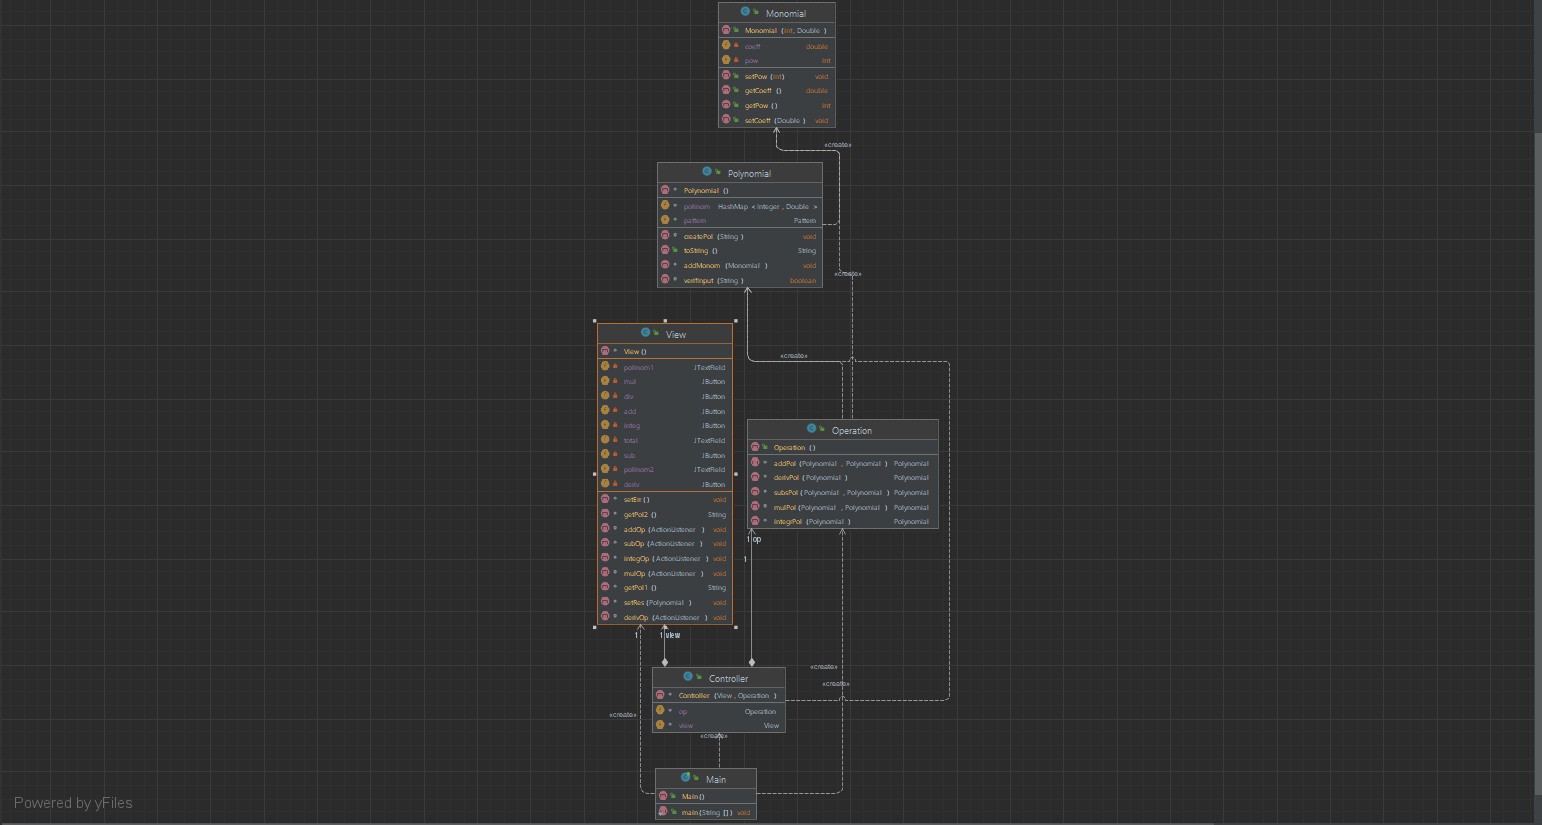 Monomial
Monomial (int, Double )
coeff double
pow int
setPow (int) void
getCoeff () double
getPow () int
setCoeff (Double ) void
«create»
Polynomial
Polynomial ()
polinom HashMap < Integer , Double >
pattern Pattern
createPol (String ) void
toString () String
addMonom (Monomial ) void
verifInput (String ) boolean
«create»
View
View ()
polinom1 JTextField
mul JButton
div JButton
add JButton
integ JButton
total JTextField
sub JButton
polinom2 JTextField
deriv JButton
setErr () void
getPol2 () String
addOp (ActionListener ) void
subOp (ActionListener ) void
integOp (ActionListener ) void
mulOp (ActionListener ) void
getPol1 () String
setRes (Polynomial ) void
derivOp (ActionListener ) void
«create»
Operation
Operation ()
addPol (Polynomial , Polynomial ) Polynomial
derivPol (Polynomial ) Polynomial
subsPol (Polynomial , Polynomial ) Polynomial
mulPol (Polynomial , Polynomial ) Polynomial
integrPol (Polynomial ) Polynomial
1 op
1
1
1 view
«create»
«create»
Controller
Controller (View , Operation )
op Operation
view View
«create»
«create»
Main
Main ()
main (String []) void
Powered by yFiles